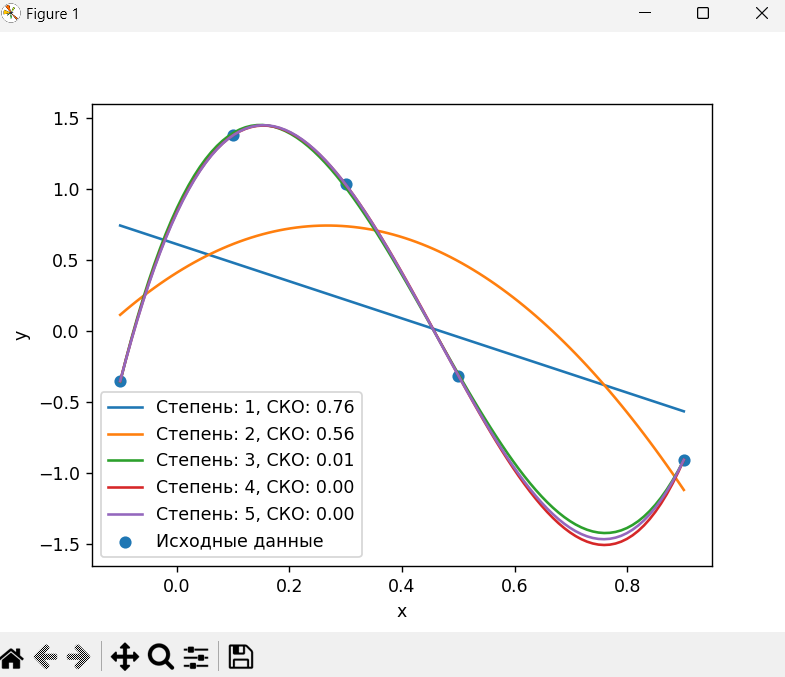 Figure 1
1.5
1.0
0.5
0.0
−0.5
−1.0
−1.5
y
Степень: 1, СКО: 0.76
Степень: 2, СКО: 0.56
Степень: 3, СКО: 0.01
Степень: 4, СКО: 0.00
Степень: 5, СКО: 0.00
Исходные данные
0.0 0.2 0.4 0.6 0.8
x